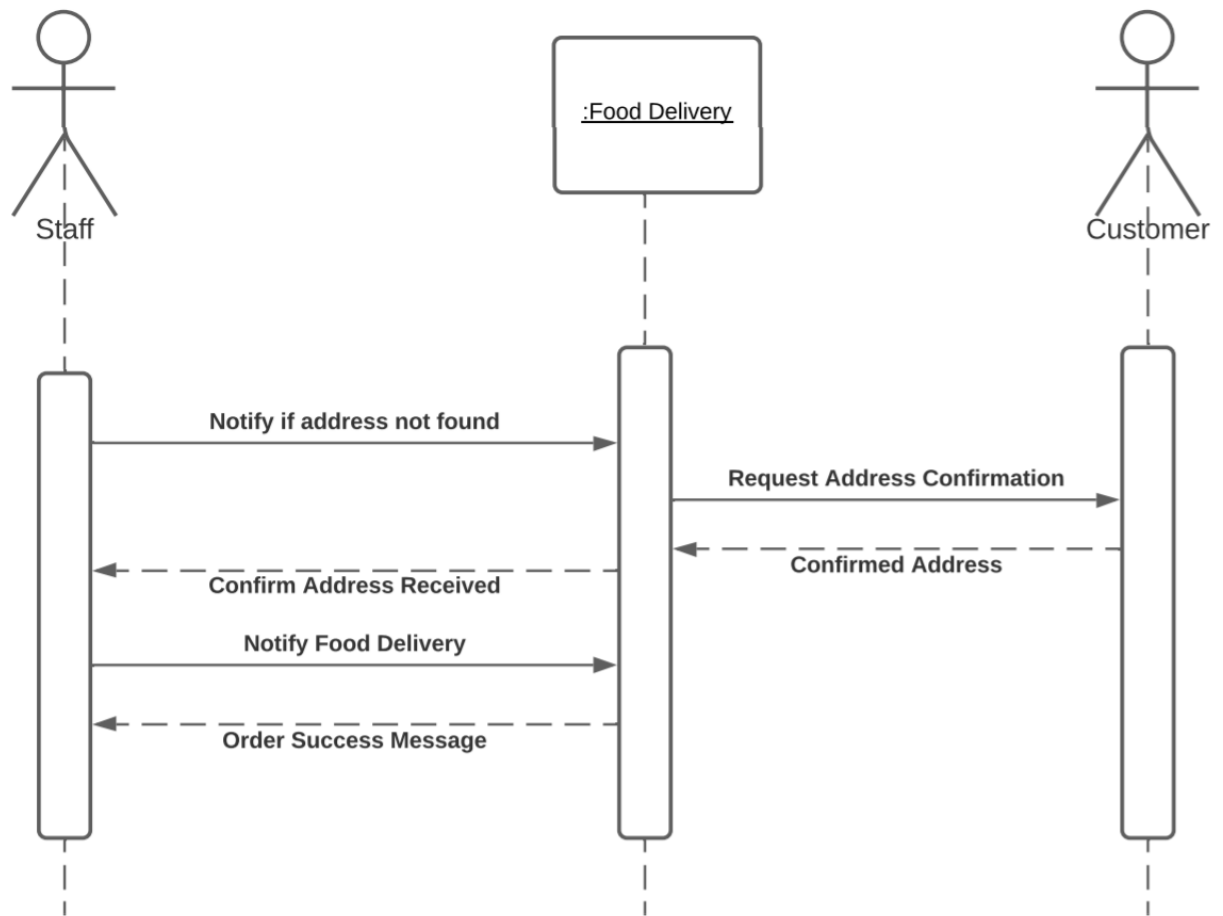 :Food Delivery
Staff
Customer
Notify if address not found
Request Address Confirmation
Confirmed Address
Confirm Address Received
Notify Food Delivery
Order Success Message